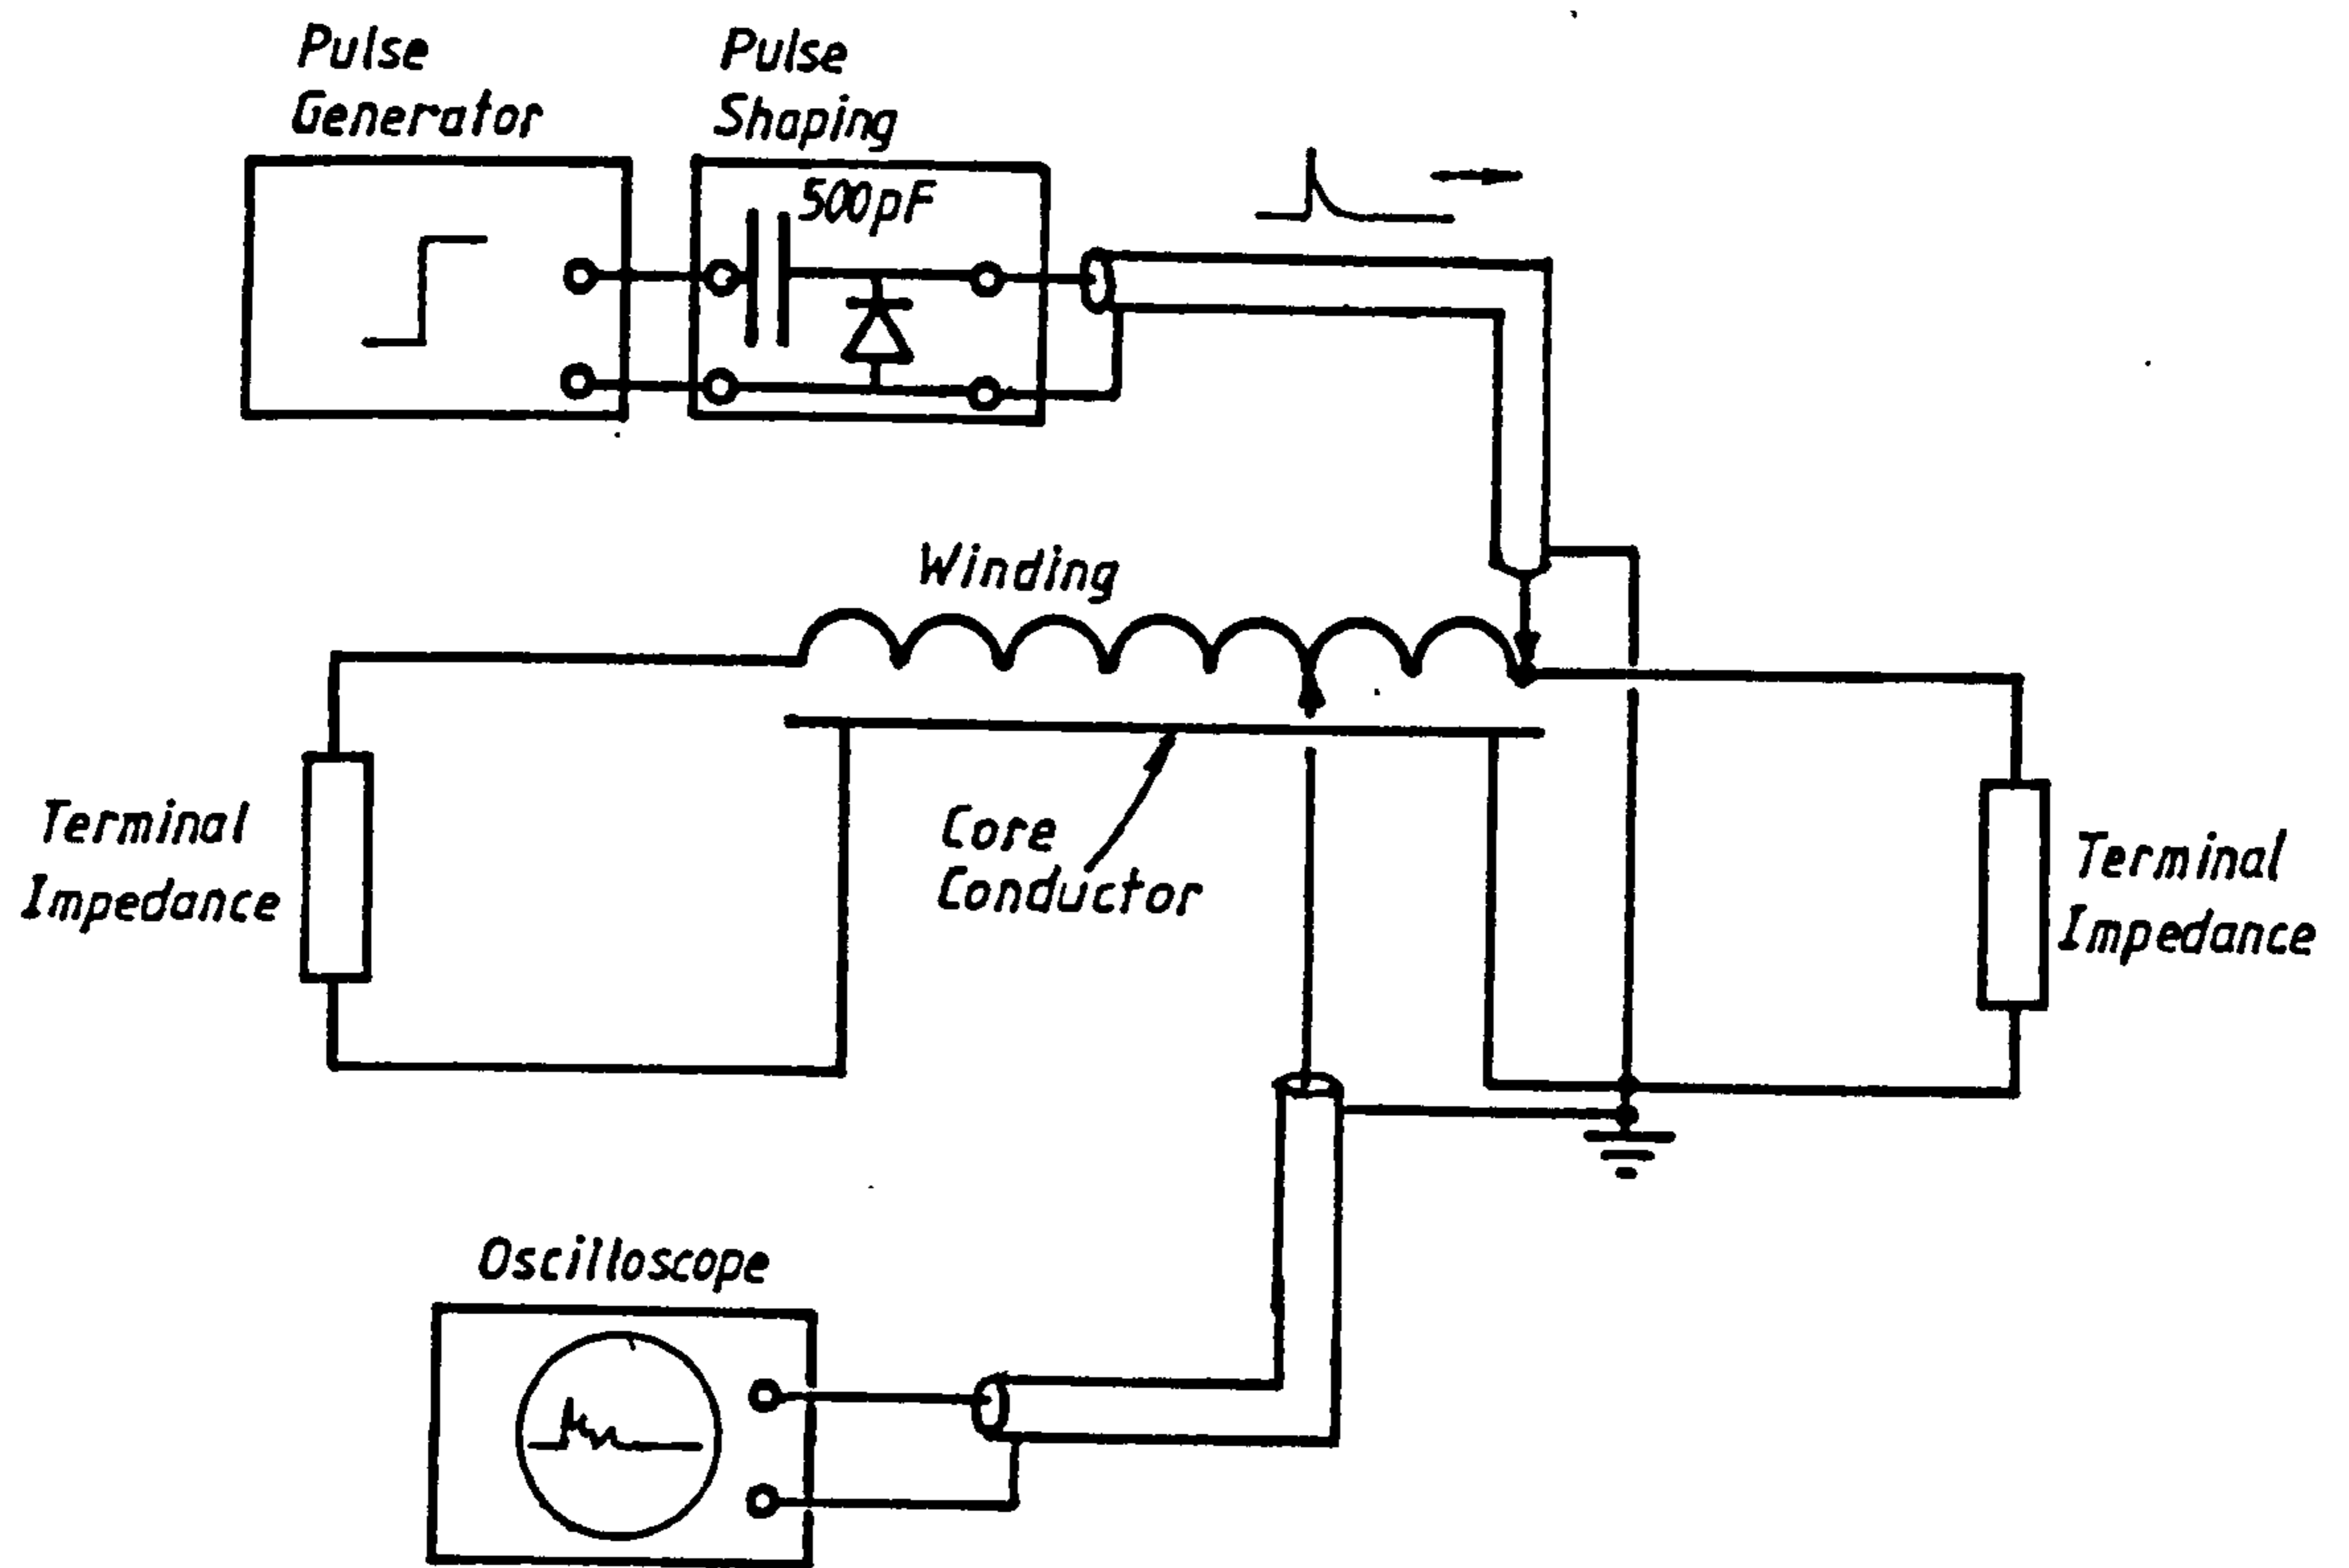 Pulse
Generator
Pulse
Shaping
500pF
Winding
Terminal
Impedance
Core
Conductor
Terminal
Impedance
Oscilloscope